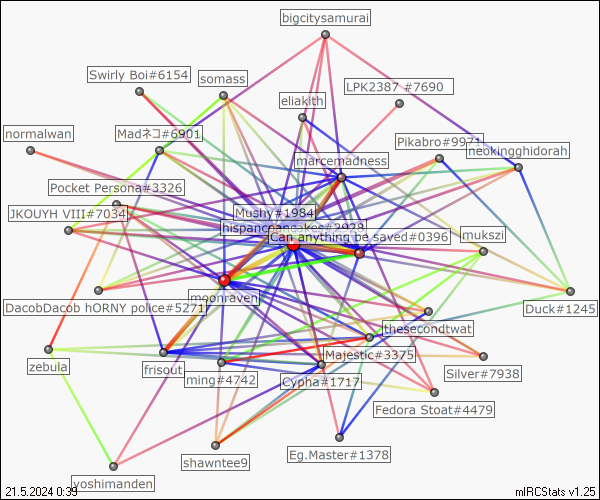 bigcitysamurai
Swirly Boi#6154
somass
LPK2387 #7690
eliakith
normalwan
Madネコ#6901
Pikabro#9971
neokingghidorah
marcemadness
Pocket Persona#3326
JKOUYH VIII#7034
Mushy#1984
hispanicpancakes#2928
Can anything be saved#0396
mukszi
moonraven
DacobDacob hORNY police#5271
Duck#1245
thesecondtwat
Majestic#3375
zebula
frisout
ming#4742
Cypha#1717
Silver#7938
Fedora Stoat#4479
shawntee9
Eg.Master#1378
yoshimanden
21.5.2024 0:39
mIRCStats v1.25